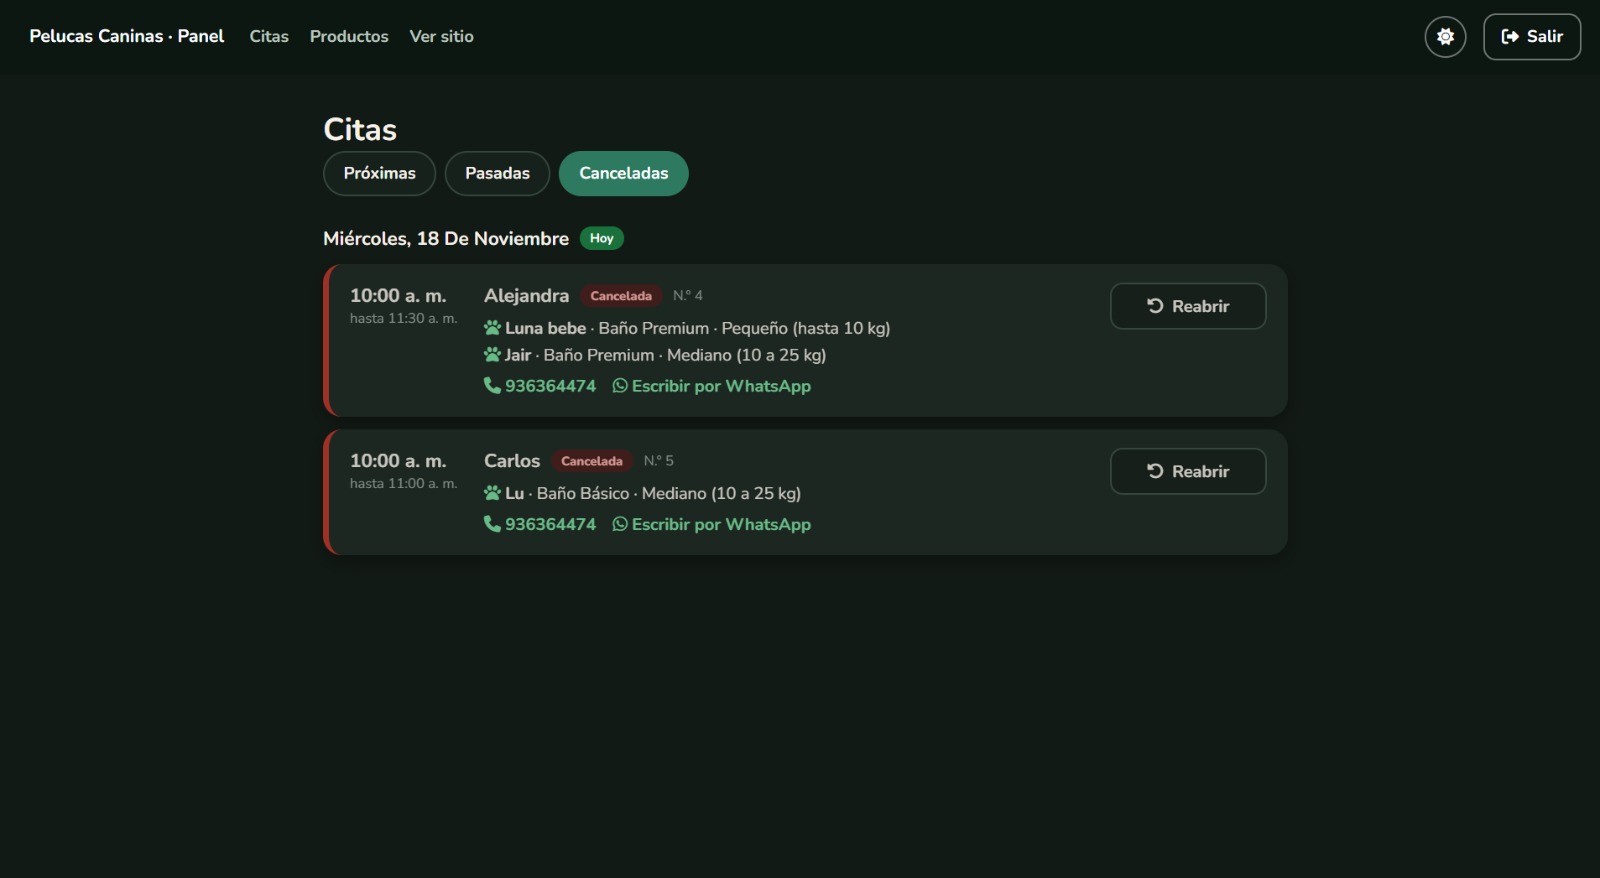 Pelucas Caninas · Panel Citas Productos Ver sitio Salir
Citas
Próximas Pasadas Canceladas
Miércoles, 18 De Noviembre Hoy
10:00 a. m. Alejandra Cancelada N.º 4 Reabrir
hasta 11:30 a. m.
Luna bebe · Baño Premium · Pequeño (hasta 10 kg)
Jair · Baño Premium · Mediano (10 a 25 kg)
936364474 Escribir por WhatsApp
10:00 a. m. Carlos Cancelada N.º 5 Reabrir
hasta 11:00 a. m.
Lu · Baño Básico · Mediano (10 a 25 kg)
936364474 Escribir por WhatsApp